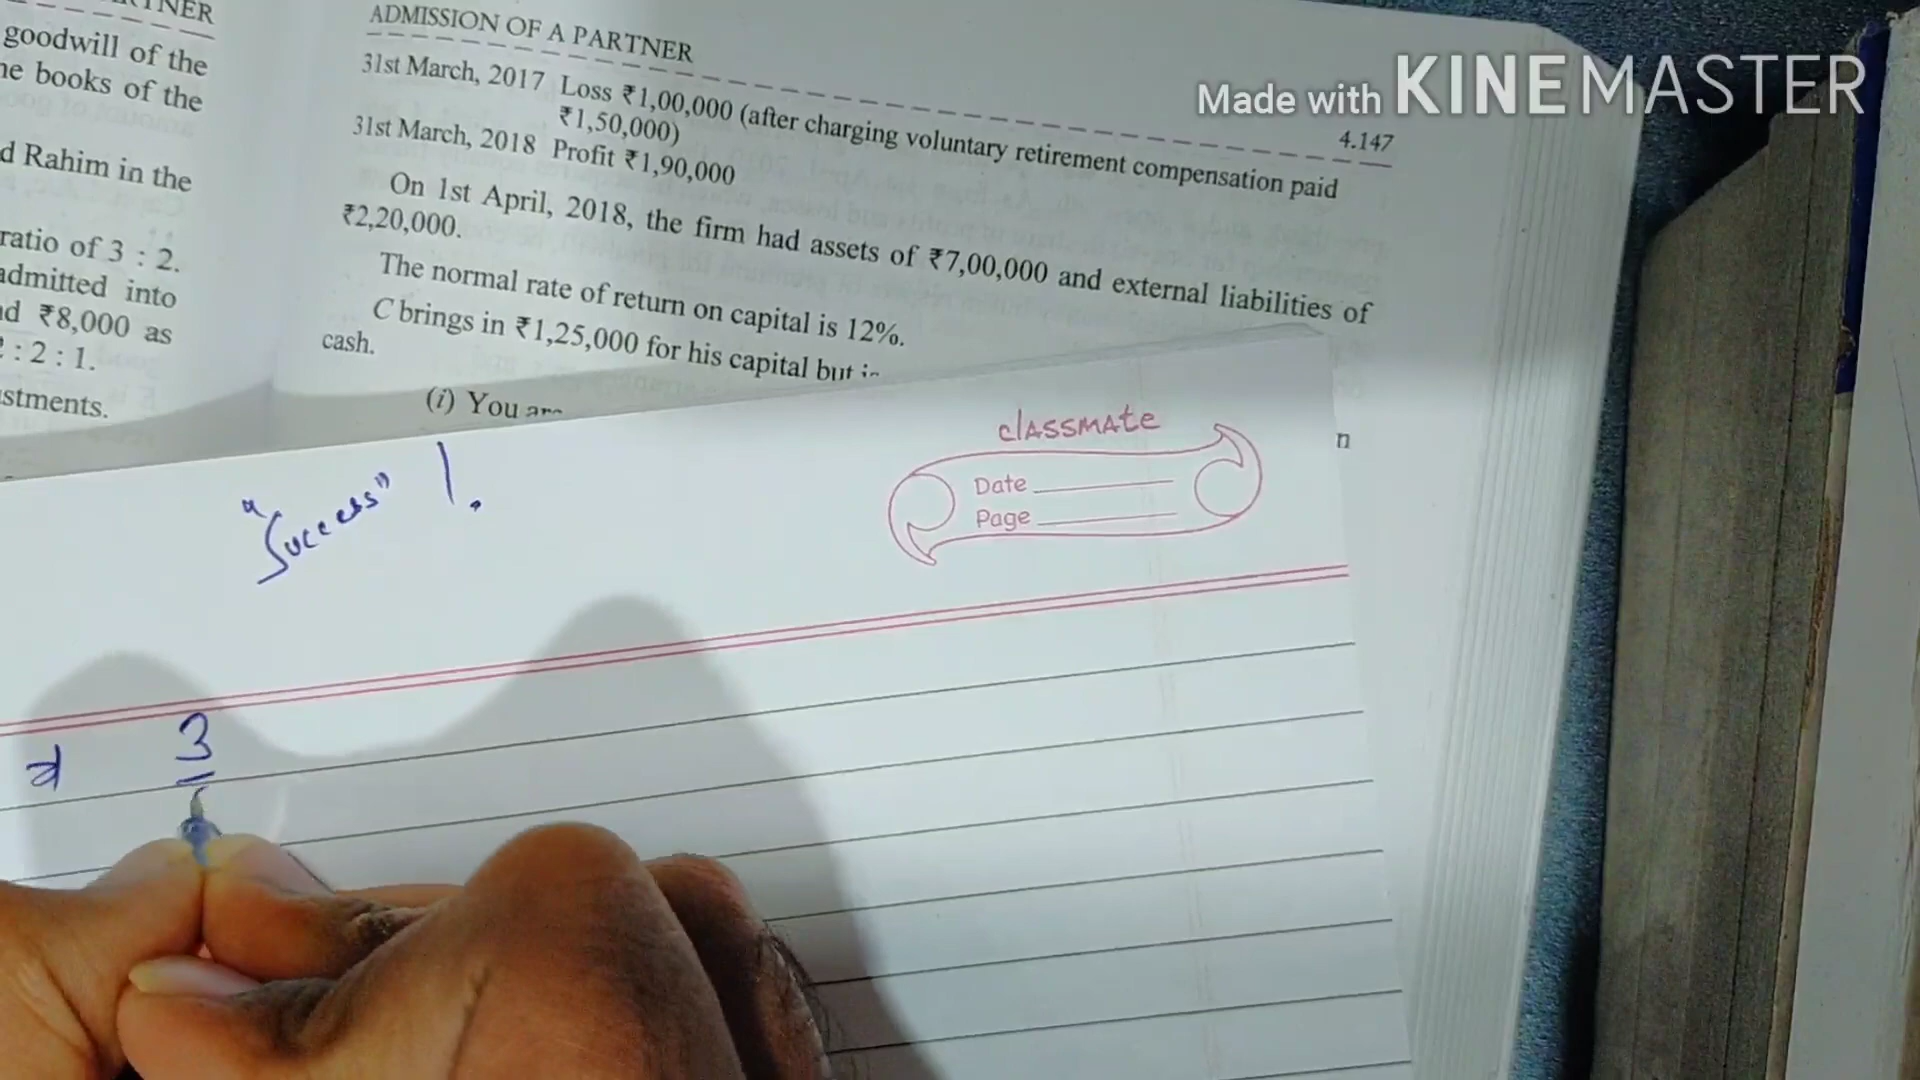 goodwill of the
books of the
Rahim in the
ratio of 3 : 2.
admitted into
₹8,000 as
: 2 : 1.
ADMISSION OF A PARTNER
4.147
31st March, 2017 Loss ₹1,00,000 (after charging voluntary retirement compensation paid
₹1,50,000)
31st March, 2018 Profit ₹1,90,000
On 1st April, 2018, the firm had assets of ₹7,00,000 and external liabilities of
₹2,20,000.
The normal rate of return on capital is 12%.
C brings in ₹1,25,000 for his capital but
cash.
(i) You
Made with KINEMASTER
"Success" !
classmate
Date
Page
3